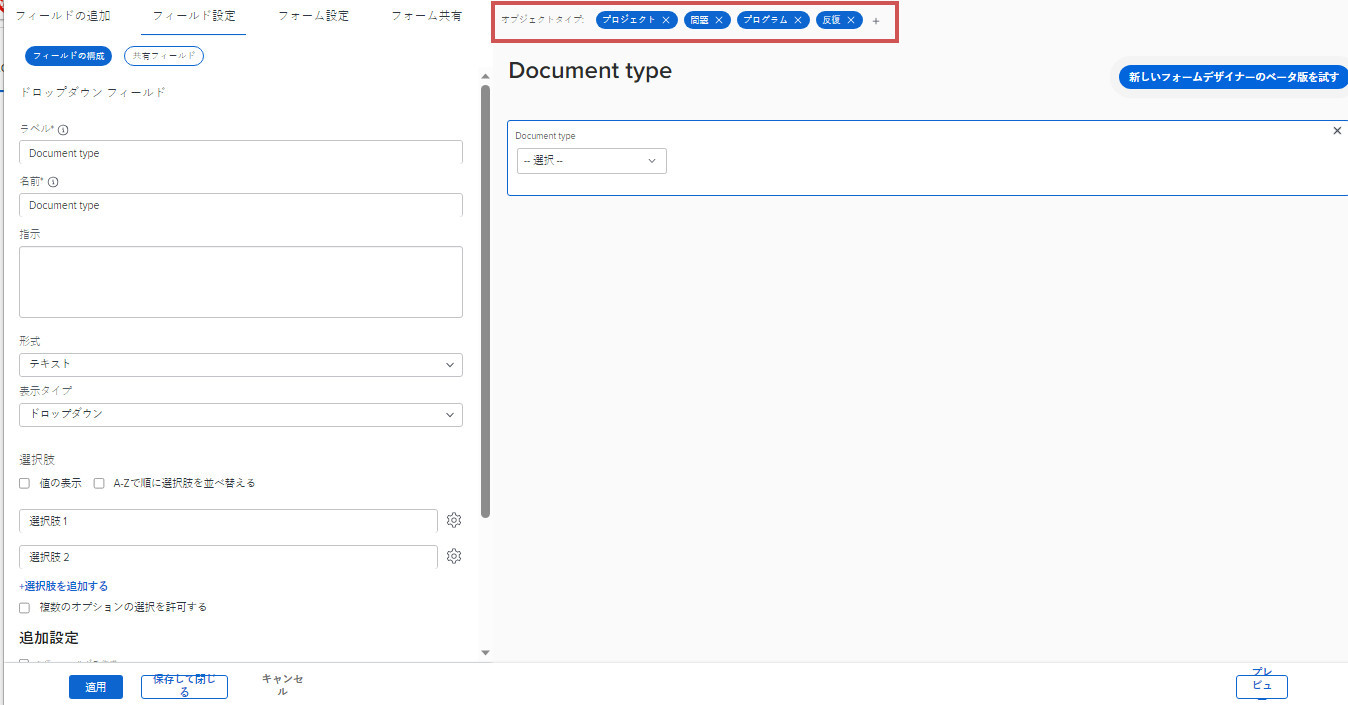 フィールドの追加 フィールド設定 フォーム設定 フォーム共有
オブジェクトタイプ: プロジェクト × 問題 × プログラム × 反復 × +
フィールドの構成 共有フィールド
Document type
新しいフォームデザイナーのベータ版を試す
ドロップダウン フィールド
ラベル*
Document type
名前*
Document type
指示
形式
テキスト
表示タイプ
ドロップダウン
選択肢
値の表示 A-Zで順に選択肢を並べ替える
選択肢 1
選択肢 2
+選択肢を追加する
複数のオプションの選択を許可する
追加設定
Document type
-- 選択 --
適用
保存して閉じ
る
キャンセ
ル
プレ
ビュ